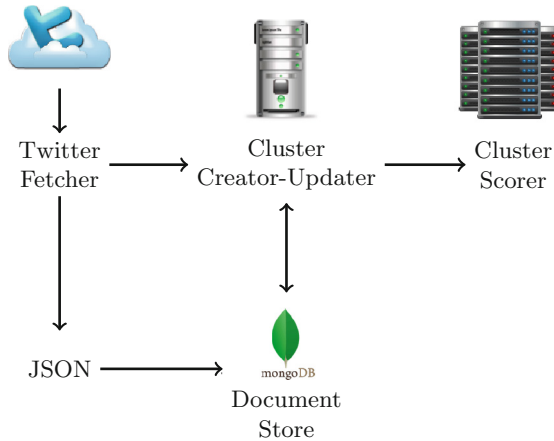 Twitter
Fetcher
Cluster
Creator-Updater
Cluster
Scorer
JSON
mongoDB
Document
Store